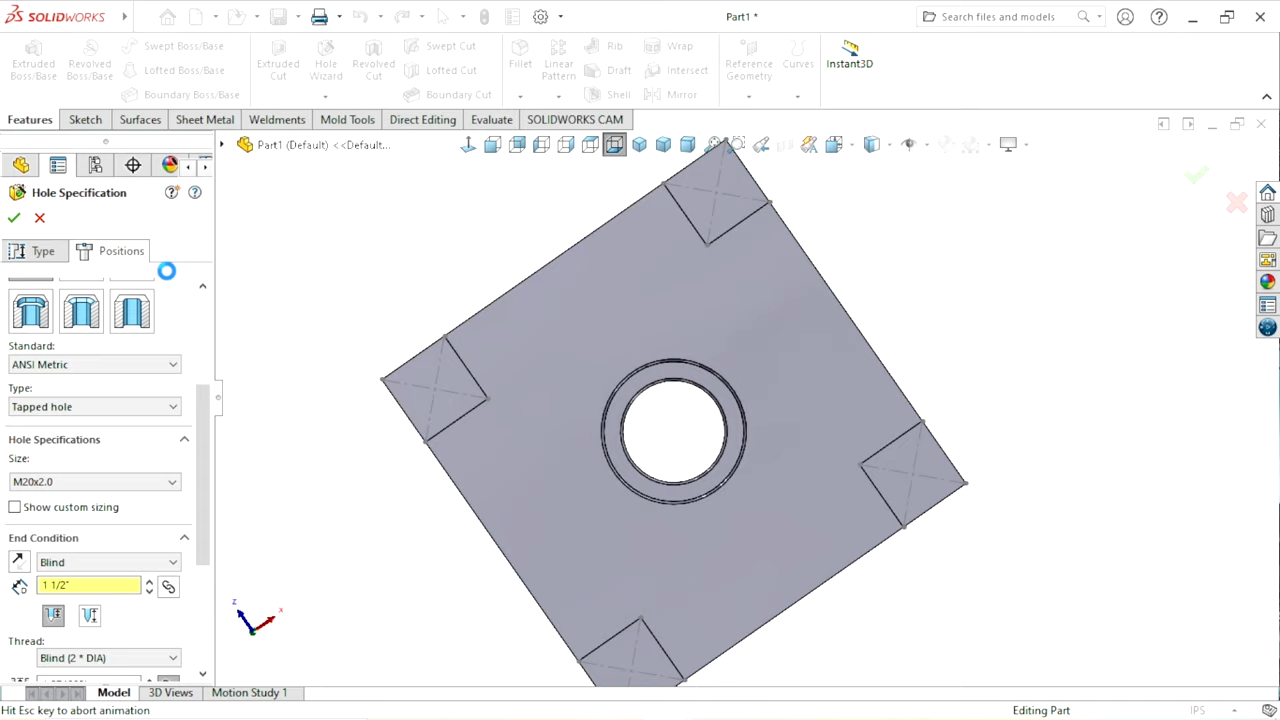 SOLIDWORKS
Part1 *
Search files and models
Extruded Boss/Base
Revolved Boss/Base
Swept Boss/Base
Lofted Boss/Base
Boundary Boss/Base
Extruded Cut
Hole Wizard
Revolved Cut
Swept Cut
Lofted Cut
Boundary Cut
Fillet
Linear Pattern
Rib
Draft
Shell
Wrap
Intersect
Mirror
Reference Geometry
Curves
Instant3D
Features
Sketch
Surfaces
Sheet Metal
Weldments
Mold Tools
Direct Editing
Evaluate
SOLIDWORKS CAM
Part1 (Default) <<Default...
Hole Specification
Type
Positions
Standard:
ANSI Metric
Type:
Tapped hole
Hole Specifications
Size:
M20x2.0
Show custom sizing
End Condition
Blind
1 1/2"
Thread:
Blind (2 * DIA)
z
x
Model
3D Views
Motion Study 1
Hit Esc key to abort animation
Editing Part
IPS